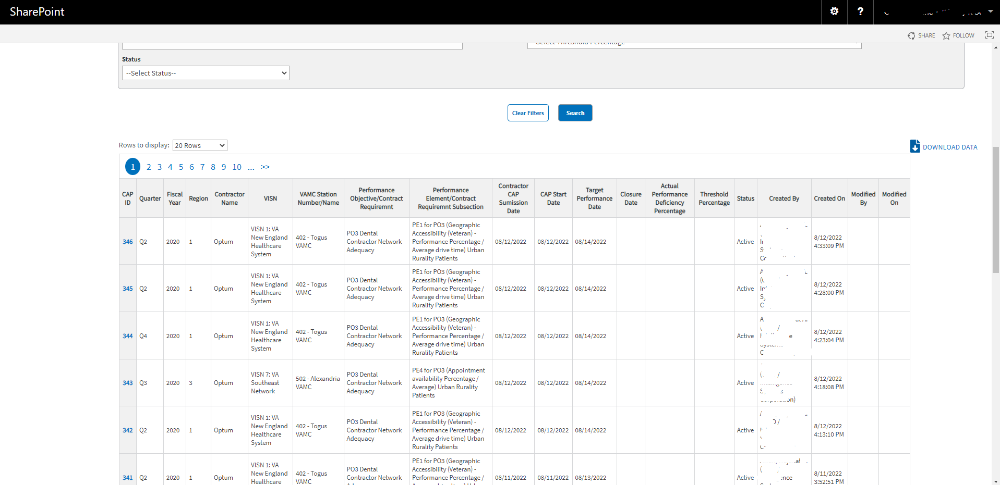 SharePoint
?
SHARE
FOLLOW
--Select Threshold Percentage--
Status
--Select Status--
Clear Filters
Search
Rows to display:
20 Rows
DOWNLOAD DATA
1 2 3 4 5 6 7 8 9 10 ... >>
CAP
ID
Quarter
Fiscal
Year
Region
Contractor
Name
VISN
VAMC Station
Number/Name
Performance
Objective/Contract
Requiremnt
Performance
Element/Contract
Requiremnt Subsection
Contractor
CAP
Sumission
Date
CAP Start
Date
Target
Performance
Date
Closure
Date
Actual
Performance
Deficiency
Percentage
Threshold
Percentage
Status
Created By
Created On
Modified
By
Modified
On
346
Q2
2020
1
Optum
VISN 1: VA
New England
Healthcare
System
402 - Togus
VAMC
PO3 Dental
Contractor Network
Adequacy
PE1 for PO3 (Geographic
Accessibility (Veteran) -
Performance Percentage /
Average drive time) Urban
Rurality Patients
08/12/2022
08/12/2022
08/14/2022
Active
8/12/2022
4:33:09 PM
345
Q2
2020
1
Optum
VISN 1: VA
New England
Healthcare
System
402 - Togus
VAMC
PO3 Dental
Contractor Network
Adequacy
PE1 for PO3 (Geographic
Accessibility (Veteran) -
Performance Percentage /
Average drive time) Urban
Rurality Patients
08/12/2022
08/12/2022
08/14/2022
Active
8/12/2022
4:28:00 PM
344
Q4
2020
1
Optum
VISN 1: VA
New England
Healthcare
System
402 - Togus
VAMC
PO3 Dental
Contractor Network
Adequacy
PE1 for PO3 (Geographic
Accessibility (Veteran) -
Performance Percentage /
Average drive time) Urban
Rurality Patients
08/12/2022
08/12/2022
08/14/2022
Active
8/12/2022
4:23:04 PM
343
Q3
2020
3
Optum
VISN 7: VA
Southeast
Network
502 - Alexandria
VAMC
PO3 Dental
Contractor Network
Adequacy
PE4 for PO3 (Appointment
availability Percentage /
Average) Urban Rurality
Patients
08/12/2022
08/12/2022
08/14/2022
Active
8/12/2022
4:18:08 PM
342
Q2
2020
1
Optum
VISN 1: VA
New England
Healthcare
System
402 - Togus
VAMC
PO3 Dental
Contractor Network
Adequacy
PE1 for PO3 (Geographic
Accessibility (Veteran) -
Performance Percentage /
Average drive time) Urban
Rurality Patients
08/12/2022
08/12/2022
08/14/2022
Active
8/12/2022
4:13:10 PM
341
Q2
2020
1
Optum
VISN 1: VA
New England
Healthcare
402 - Togus
VAMC
PO3 Dental
Contractor Network
PE1 for PO3 (Geographic
Accessibility (Veteran) -
Performance Percentage /
08/11/2022
08/11/2022
08/13/2022
Active
8/11/2022
3:52:51 PM